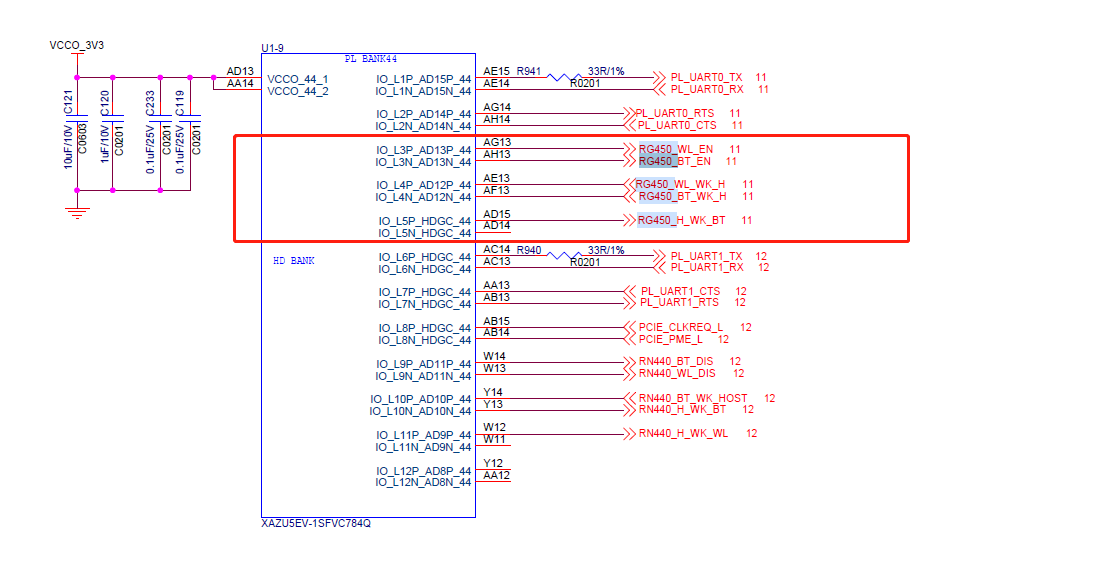 VCCO_3V3
U1-9
PL BANK44
AD13 VCCO_44_1
AA14 VCCO_44_2
C121 10uF/10V C0603
C120 1uF/10V C0201
C233 0.1uF/25V C0201
C119 0.1uF/25V C0201
IO_L1P_AD15P_44 AE15 R941 33R/1% PL_UART0_TX 11
IO_L1N_AD15N_44 AE14 R0201 PL_UART0_RX 11
IO_L2P_AD14P_44 AG14 PL_UART0_RTS 11
IO_L2N_AD14N_44 AH14 PL_UART0_CTS 11
IO_L3P_AD13P_44 AG13 RG450_WL_EN 11
IO_L3N_AD13N_44 AH13 RG450_BT_EN 11
IO_L4P_AD12P_44 AE13 RG450_WL_WK_H 11
IO_L4N_AD12N_44 AF13 RG450_BT_WK_H 11
IO_L5P_HDGC_44 AD15 RG450_H_WK_BT 11
IO_L5N_HDGC_44 AD14
IO_L6P_HDGC_44 AC14 R940 33R/1% PL_UART1_TX 12
HD BANK
IO_L6N_HDGC_44 AC13 R0201 PL_UART1_RX 12
IO_L7P_HDGC_44 AA13 PL_UART1_CTS 12
IO_L7N_HDGC_44 AB13 PL_UART1_RTS 12
IO_L8P_HDGC_44 AB15 PCIE_CLKREQ_L 12
IO_L8N_HDGC_44 AB14 PCIE_PME_L 12
IO_L9P_AD11P_44 W14 RN440_BT_DIS 12
IO_L9N_AD11N_44 W13 RN440_WL_DIS 12
IO_L10P_AD10P_44 Y14 RN440_BT_WK_HOST 12
IO_L10N_AD10N_44 Y13 RN440_H_WK_BT 12
IO_L11P_AD9P_44 W12 RN440_H_WK_WL 12
IO_L11N_AD9N_44 W11
IO_L12P_AD8P_44 Y12
IO_L12N_AD8N_44 AA12
XAZU5EV-1SFVC784Q